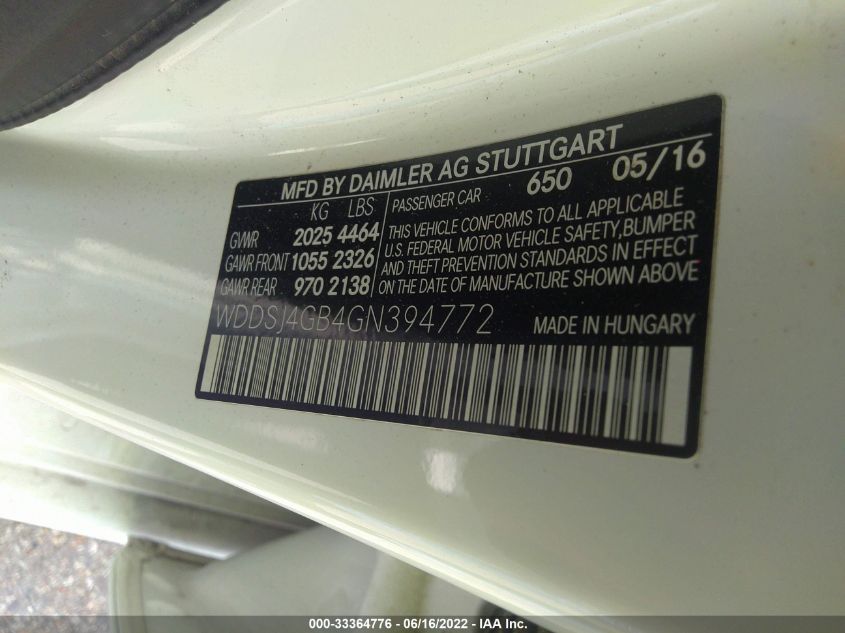 MFD BY DAIMLER AG STUTTGART
KG LBS
GVWR 2025 4464
GAWR FRONT 1055 2326
GAWR REAR 970 2138
PASSENGER CAR 650 05/16
THIS VEHICLE CONFORMS TO ALL APPLICABLE
U.S. FEDERAL MOTOR VEHICLE SAFETY, BUMPER
AND THEFT PREVENTION STANDARDS IN EFFECT
ON THE DATE OF MANUFACTURE SHOWN ABOVE
WDDSJ4GB4GN394772 MADE IN HUNGARY
000-33364776 - 06/16/2022 - IAA Inc.